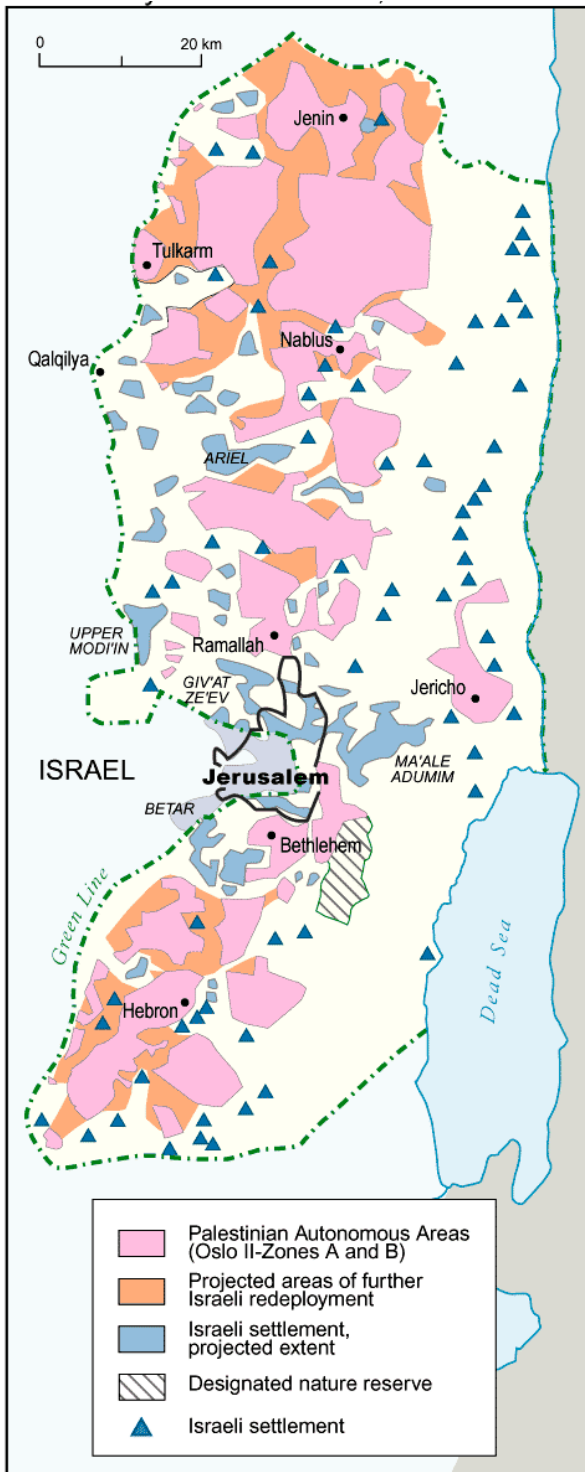 0
20 km
Jenin
Tulkarm
Nablus
Qalqilya
ARIEL
UPPER
MODI'IN
Ramallah
GIV'AT
ZE'EV
Jericho
ISRAEL
Jerusalem
MA'ALE
ADUMIM
BETAR
Bethlehem
Green Line
Dead Sea
Hebron
Palestinian Autonomous Areas
(Oslo II-Zones A and B)
Projected areas of further
Israeli redeployment
Israeli settlement,
projected extent
Designated nature reserve
Israeli settlement